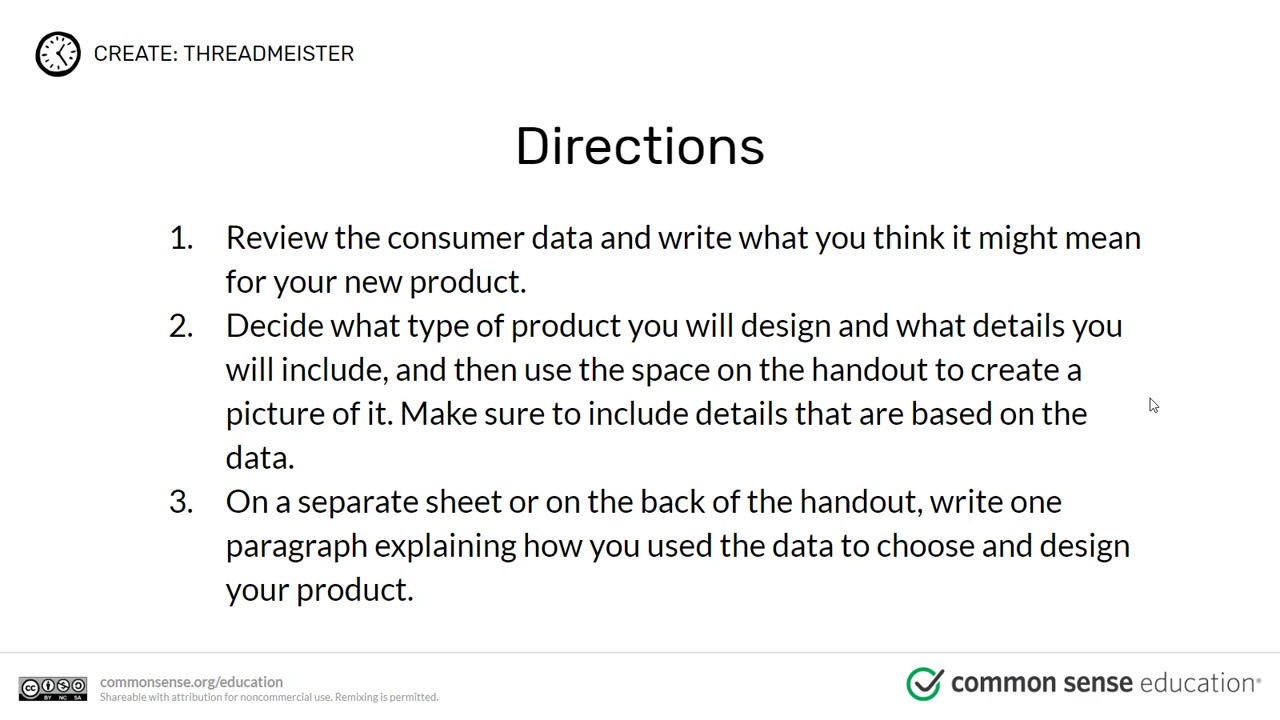 CREATE: THREADMEISTER
Directions
1. Review the consumer data and write what you think it might mean
for your new product.
2. Decide what type of product you will design and what details you
will include, and then use the space on the handout to create a
picture of it. Make sure to include details that are based on the
data.
3. On a separate sheet or on the back of the handout, write one
paragraph explaining how you used the data to choose and design
your product.
cc BY NC SA
commonsense.org/education
Shareable with attribution for noncommercial use. Remixing is permitted.
common sense education®